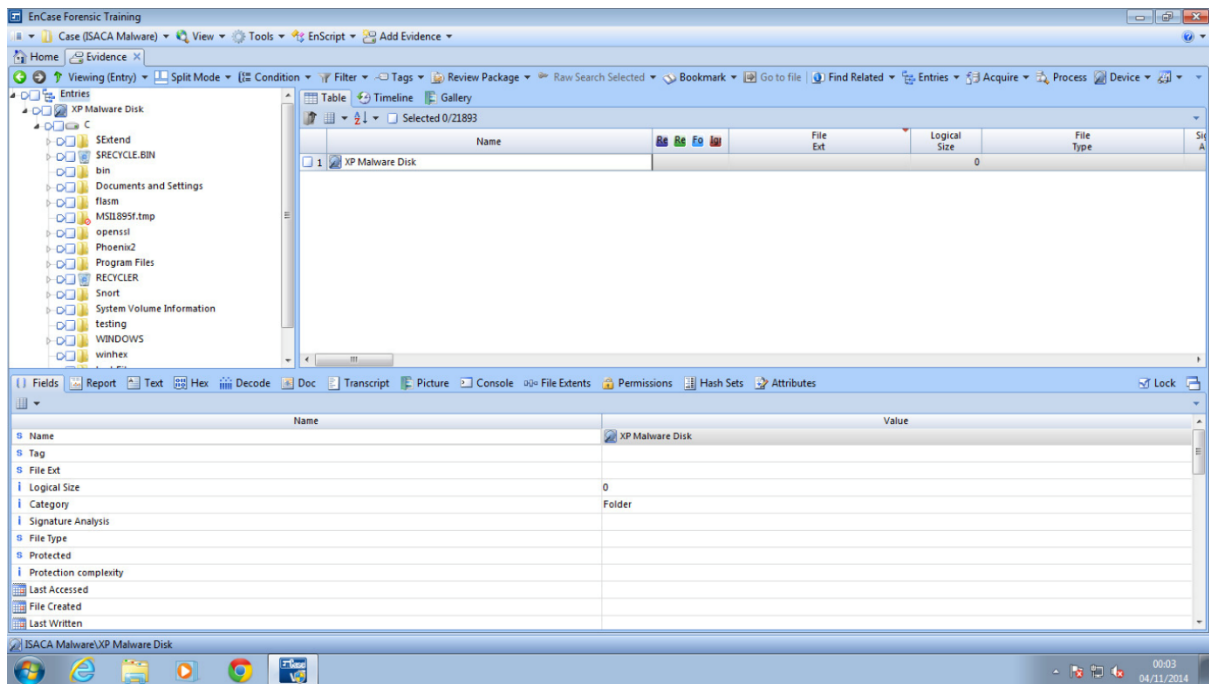 EnCase Forensic Training
Case (ISACA Malware) View Tools EnScript Add Evidence
Home Evidence
Viewing (Entry) Split Mode Condition Filter Tags Review Package Raw Search Selected Bookmark Go to file Find Related Entries Acquire Process Device
Entries
XP Malware Disk
C
$Extend
$RECYCLE.BIN
bin
Documents and Settings
flasm
MSI1895f.tmp
openssl
Phoenix2
Program Files
RECYCLER
Snort
System Volume Information
testing
WINDOWS
winhex
Table Timeline Gallery
Selected 0/21893
Name Re Re Fo File Ext Logical Size File Type
1 XP Malware Disk 0
Fields Report Text Hex Decode Doc Transcript Picture Console File Extents Permissions Hash Sets Attributes Lock
Name Value
Name XP Malware Disk
Tag
File Ext
Logical Size 0
Category Folder
Signature Analysis
File Type
Protected
Protection complexity
Last Accessed
File Created
Last Written
ISACA Malware\XP Malware Disk
00:03
04/11/2014